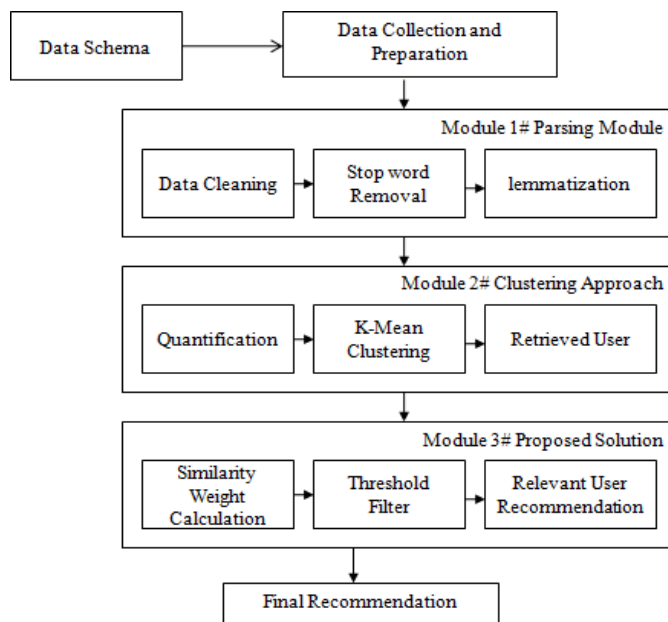 Data Schema
Data Collection and
Preparation
Module 1# Parsing Module
Data Cleaning
Stop word
Removal
lemmatization
Module 2# Clustering Approach
Quantification
K-Mean
Clustering
Retrieved User
Module 3# Proposed Solution
Similarity
Weight
Calculation
Threshold
Filter
Relevant User
Recommendation
Final Recommendation